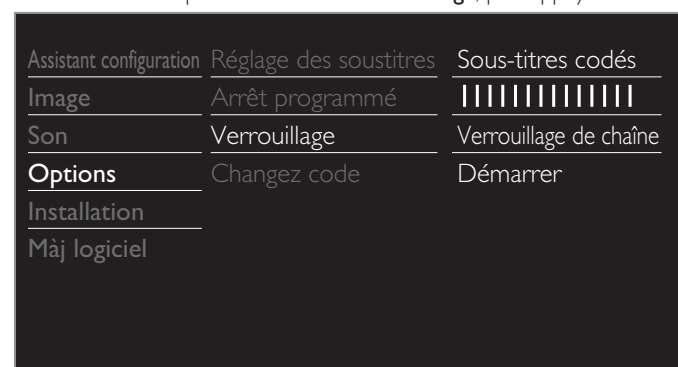 Assistant configuration
Image
Son
Options
Installation
Màj logiciel
Réglage des soustitres
Arrêt programmé
Verrouillage
Changez code
Sous-titres codés
Verrouillage de chaîne
Démarrer